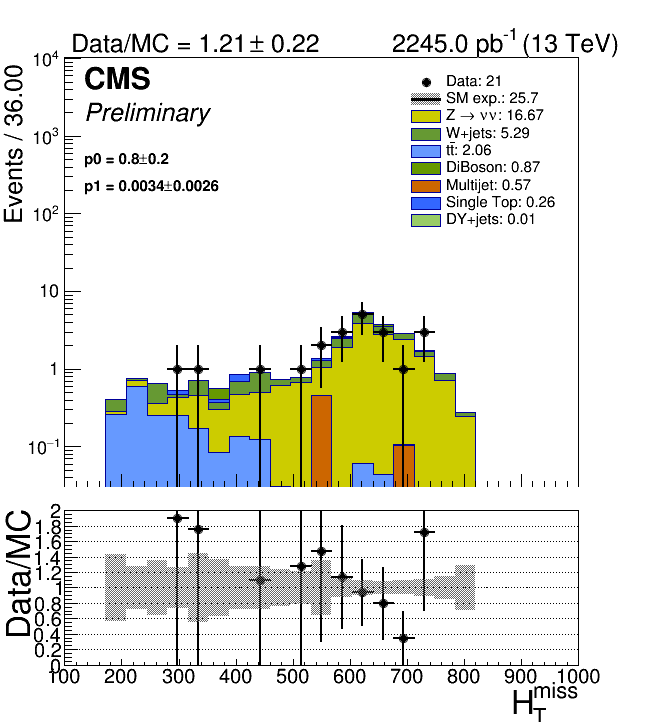 Data/MC = 1.21± 0.22 2245.0 pb⁻¹ (13 TeV)
Events / 36.00
10⁴
10³
10²
10
1
10⁻¹
CMS
Preliminary
p0 = 0.8±0.2
p1 = 0.0034±0.0026
Data: 21
SM exp.: 25.7
Z → νν: 16.67
W+jets: 5.29
tt̄: 2.06
DiBoson: 0.87
Multijet: 0.57
Single Top: 0.26
DY+jets: 0.01
Data/MC
2
1.8
1.6
1.4
1.2
1
0.8
0.6
0.4
0.2
0
100 200 300 400 500 600 700 800 900 1000
H_T^miss